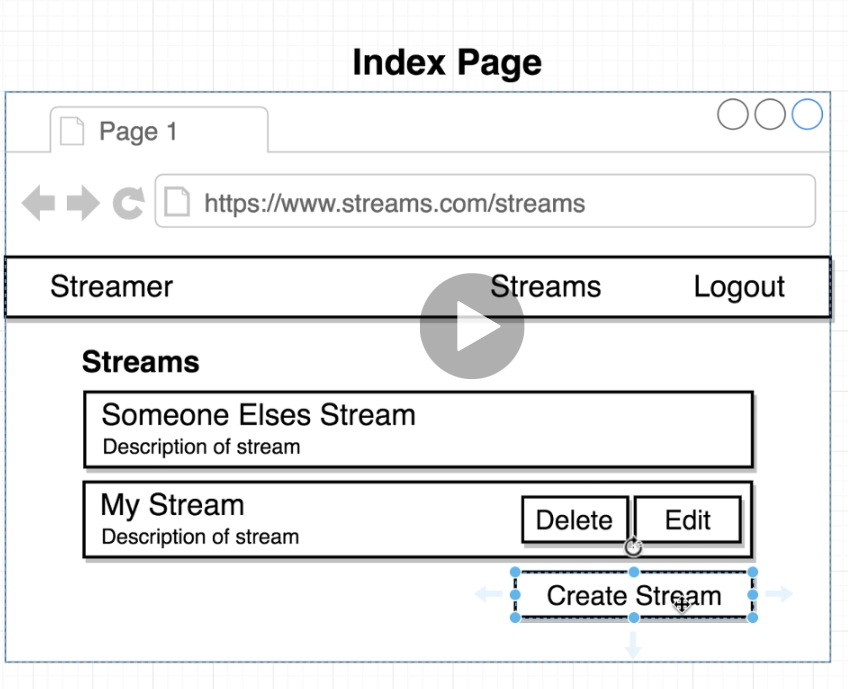 Index Page
Page 1
https://www.streams.com/streams
Streamer Streams Logout
Streams
Someone Elses Stream
Description of stream
My Stream
Description of stream
Delete Edit
Create Stream